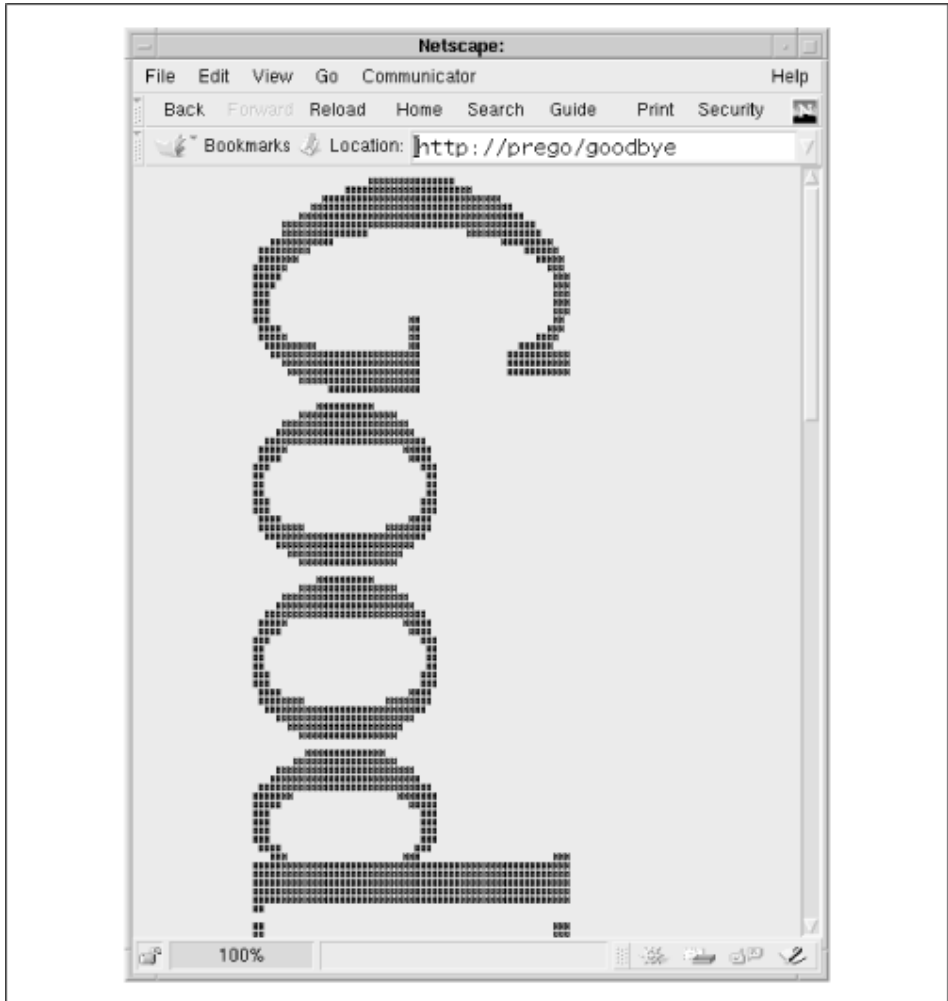 Netscape:
File Edit View Go Communicator Help
Back Forward Reload Home Search Guide Print Security
N
Bookmarks Location: http://prego/goodbye
Good
100%